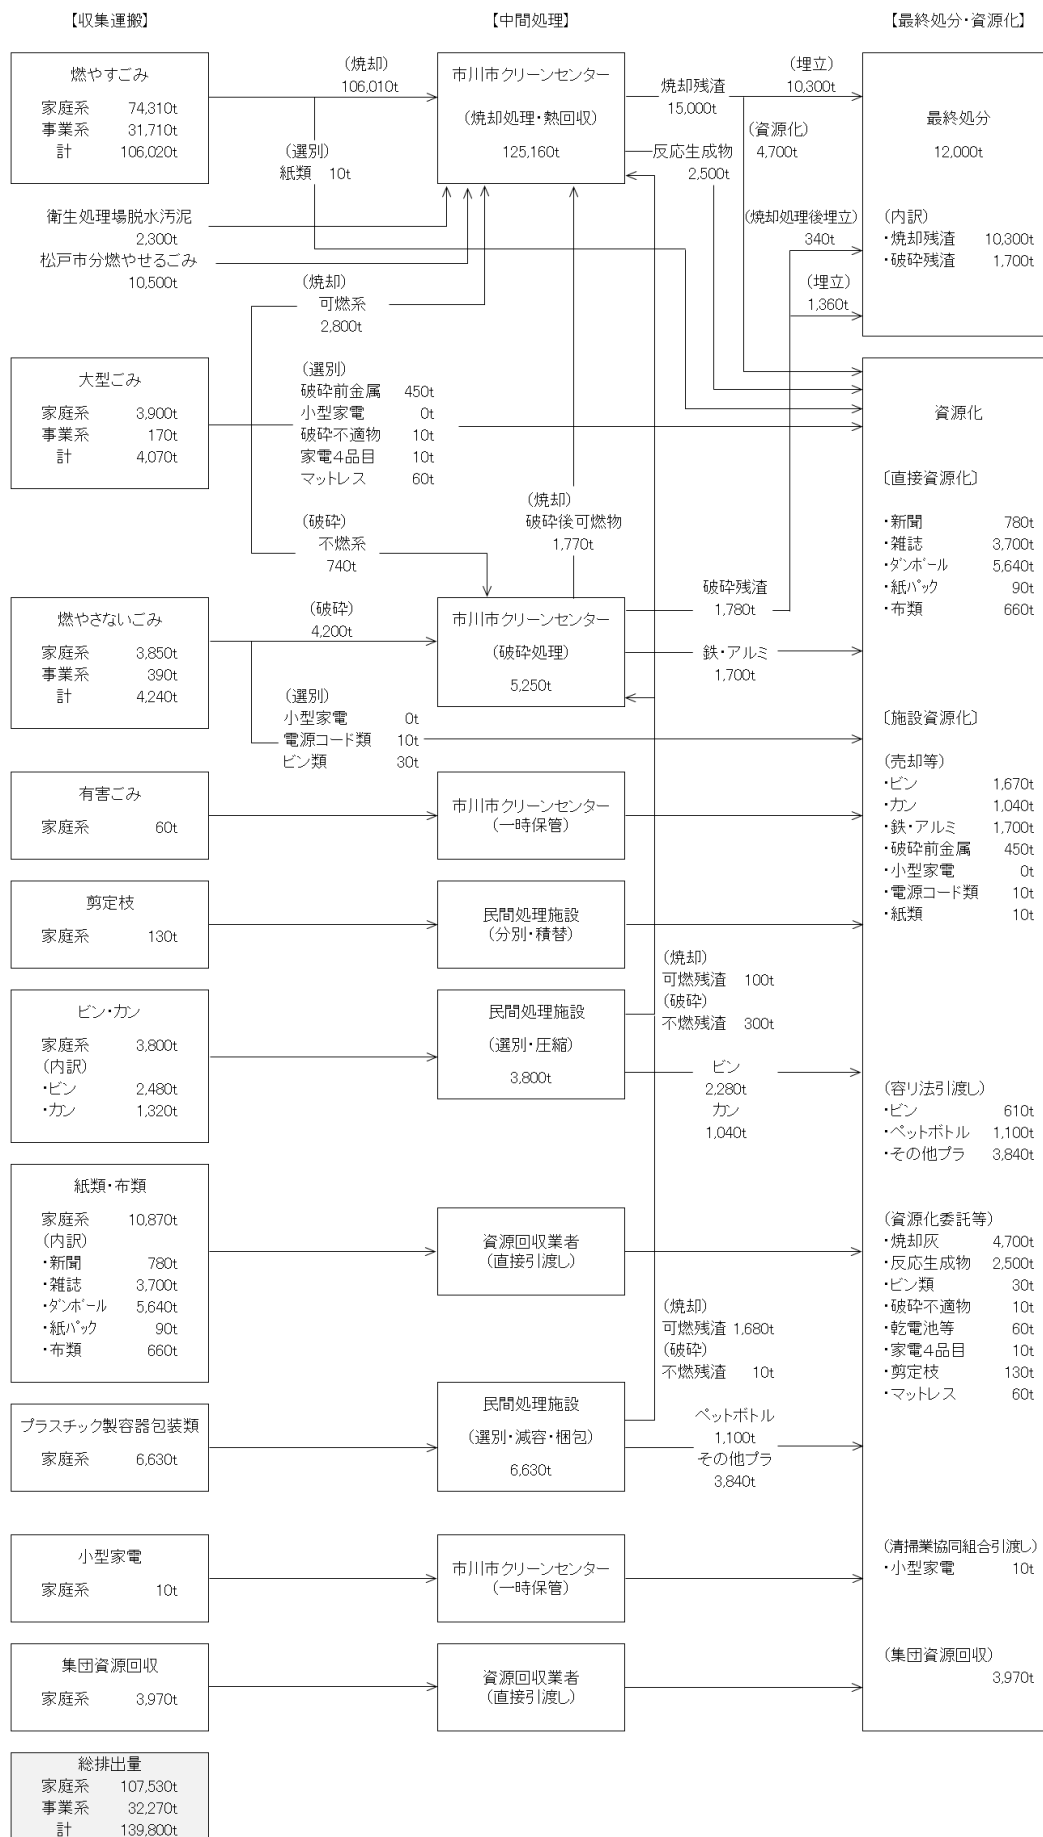 【収集運搬】
【中間処理】
【最終処分・資源化】
燃やすごみ
家庭系 74,310t
事業系 31,710t
計 106,020t
(焼却)
106,010t
(選別)
紙類 10t
市川市クリーンセンター
(焼却処理・熱回収)
125,160t
焼却残渣
15,000t
反応生成物
2,500t
(埋立)
10,300t
(資源化)
4,700t
最終処分
12,000t
(内訳)
・焼却残渣 10,300t
・破砕残渣 1,700t
衛生処理場脱水汚泥
2,300t
松戸市分燃やせるごみ
10,500t
(焼却処理後埋立)
340t
(埋立)
1,360t
(焼却)
可燃系
2,800t
大型ごみ
家庭系 3,900t
事業系 170t
計 4,070t
(選別)
破砕前金属 450t
小型家電 0t
破砕不適物 10t
家電4品目 10t
マットレス 60t
(破砕)
不燃系
740t
(焼却)
破砕後可燃物
1,770t
資源化
〔直接資源化〕
・新聞 780t
・雑誌 3,700t
・ダンボール 5,640t
・紙パック 90t
・布類 660t
燃やさないごみ
家庭系 3,850t
事業系 390t
計 4,240t
(破砕)
4,200t
(選別)
小型家電 0t
電源コード類 10t
ビン類 30t
市川市クリーンセンター
(破砕処理)
5,250t
破砕残渣
1,780t
鉄・アルミ
1,700t
〔施設資源化〕
(売却等)
・ビン 1,670t
・カン 1,040t
・鉄・アルミ 1,700t
・破砕前金属 450t
・小型家電 0t
・電源コード類 10t
・紙類 10t
有害ごみ
家庭系 60t
市川市クリーンセンター
(一時保管)
剪定枝
家庭系 130t
民間処理施設
(分別・積替)
ビン・カン
家庭系 3,800t
(内訳)
・ビン 2,480t
・カン 1,320t
民間処理施設
(選別・圧縮)
3,800t
(焼却)
可燃残渣 100t
(破砕)
不燃残渣 300t
ビン
2,280t
カン
1,040t
(容リ法引渡し)
・ビン 610t
・ペットボトル 1,100t
・その他プラ 3,840t
紙類・布類
家庭系 10,870t
(内訳)
・新聞 780t
・雑誌 3,700t
・ダンボール 5,640t
・紙パック 90t
・布類 660t
資源回収業者
(直接引渡し)
(資源化委託等)
・焼却灰 4,700t
・反応生成物 2,500t
・ビン類 30t
・破砕不適物 10t
・乾電池等 60t
・家電4品目 10t
・剪定枝 130t
・マットレス 60t
(焼却)
可燃残渣 1,680t
(破砕)
不燃残渣 10t
プラスチック製容器包装類
家庭系 6,630t
民間処理施設
(選別・減容・梱包)
6,630t
ペットボトル
1,100t
その他プラ
3,840t
小型家電
家庭系 10t
市川市クリーンセンター
(一時保管)
(清掃業協同組合引渡し)
・小型家電 10t
集団資源回収
家庭系 3,970t
資源回収業者
(直接引渡し)
(集団資源回収)
3,970t
総排出量
家庭系 107,530t
事業系 32,270t
計 139,800t